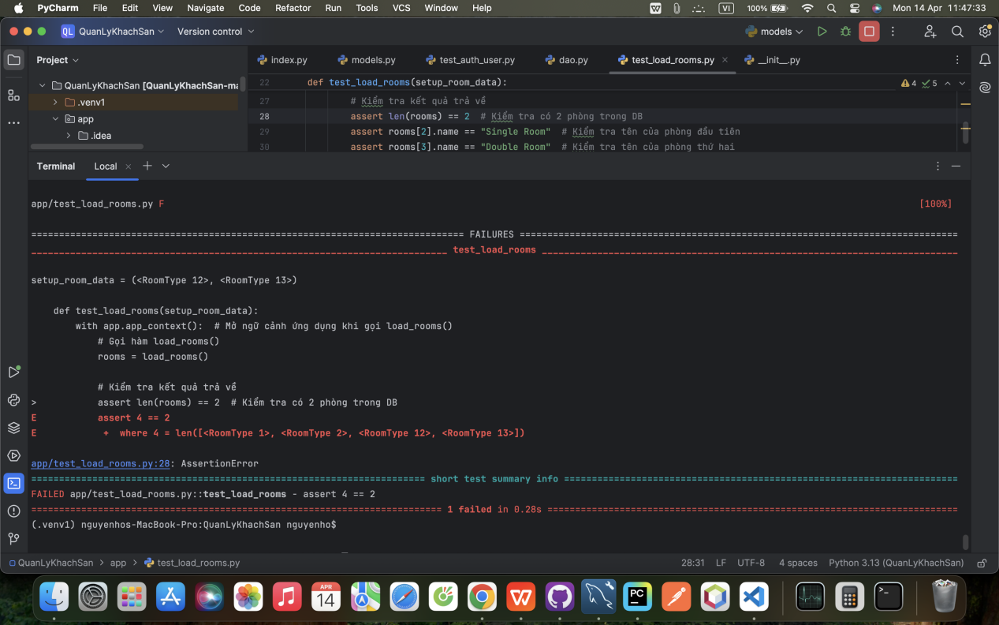 PyCharm File Edit View Navigate Code Refactor Run Tools VCS Window Help W VI 100% Mon 14 Apr 11:47:33
QL QuanLyKhachSan Version control models
Project
index.py models.py test_auth_user.py dao.py test_load_rooms.py __init__.py
QuanLyKhachSan [QuanLyKhachSan-ma
.venv1
app
.idea
22 def test_load_rooms(setup_room_data): 4 5
27 # Kiểm tra kết quả trả về
28 assert len(rooms) == 2 # Kiểm tra có 2 phòng trong DB
29 assert rooms[2].name == "Single Room" # Kiểm tra tên của phòng đầu tiên
30 assert rooms[3].name == "Double Room" # Kiểm tra tên của phòng thứ hai
Terminal Local
app/test_load_rooms.py F [100%]
=============================================================================== FAILURES ===============================================================================
___________________________________________________________________________ test_load_rooms ___________________________________________________________________________
setup_room_data = (<RoomType 12>, <RoomType 13>)
def test_load_rooms(setup_room_data):
with app.app_context(): # Mở ngữ cảnh ứng dụng khi gọi load_rooms()
# Gọi hàm load_rooms()
rooms = load_rooms()
# Kiểm tra kết quả trả về
> assert len(rooms) == 2 # Kiểm tra có 2 phòng trong DB
E assert 4 == 2
E + where 4 = len([<RoomType 1>, <RoomType 2>, <RoomType 12>, <RoomType 13>])
app/test_load_rooms.py:28: AssertionError
======================================================================= short test summary info =======================================================================
FAILED app/test_load_rooms.py::test_load_rooms - assert 4 == 2
========================================================================== 1 failed in 0.28s ==========================================================================
(.venv1) nguyenhos-MacBook-Pro:QuanLyKhachSan nguyenho$
QuanLyKhachSan > app > test_load_rooms.py 28:31 LF UTF-8 4 spaces Python 3.13 (QuanLyKhachSan)
APR
14
W
PC
>_